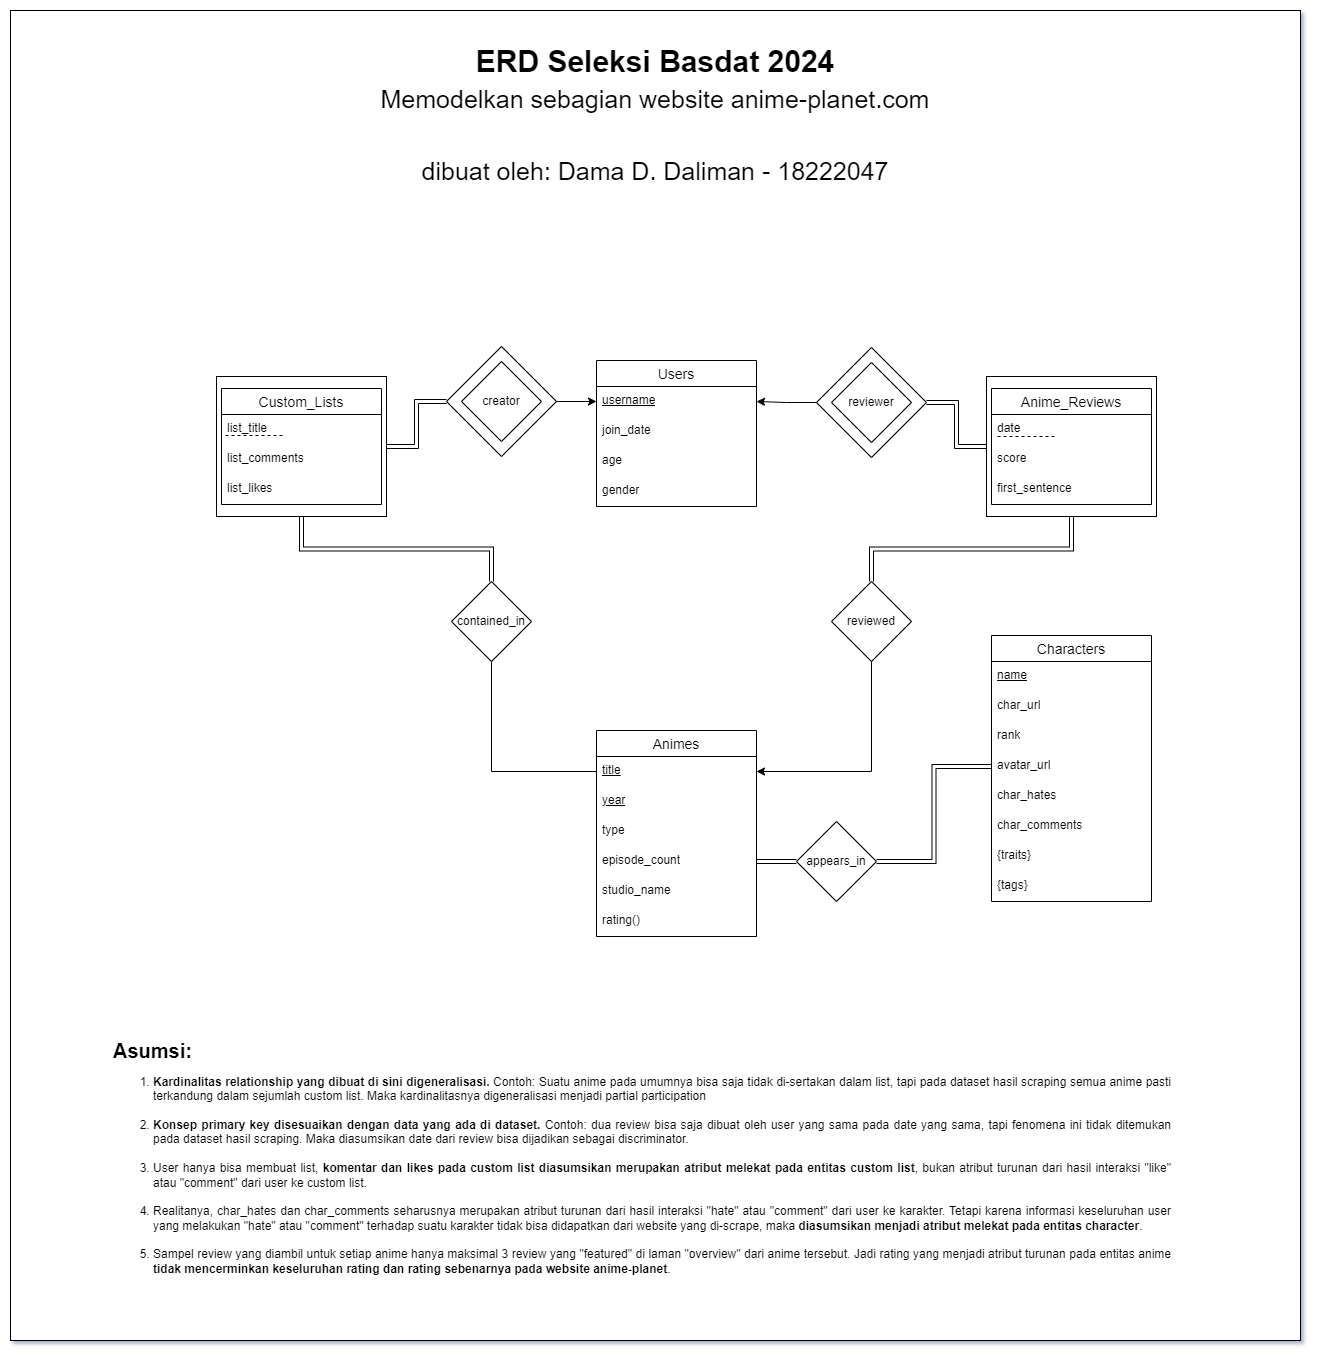 ERD Seleksi Basdat 2024
Memodelkan sebagian website anime-planet.com
dibuat oleh: Dama D. Daliman - 18222047
Custom_Lists
list_title
list_comments
list_likes
creator
Users
username
join_date
age
gender
reviewer
Anime_Reviews
date
score
first_sentence
contained_in
reviewed
Animes
title
year
type
episode_count
studio_name
rating()
appears_in
Characters
name
char_url
rank
avatar_url
char_hates
char_comments
{traits}
{tags}
Asumsi:
1. Kardinalitas relationship yang dibuat di sini digeneralisasi. Contoh: Suatu anime pada umumnya bisa saja tidak di-sertakan dalam list, tapi pada dataset hasil scraping semua anime pasti
terkandung dalam sejumlah custom list. Maka kardinalitasnya digeneralisasi menjadi partial participation
2. Konsep primary key disesuaikan dengan data yang ada di dataset. Contoh: dua review bisa saja dibuat oleh user yang sama pada date yang sama, tapi fenomena ini tidak ditemukan
pada dataset hasil scraping. Maka diasumsikan date dari review bisa dijadikan sebagai discriminator.
3. User hanya bisa membuat list, komentar dan likes pada custom list diasumsikan merupakan atribut melekat pada entitas custom list, bukan atribut turunan dari hasil interaksi "like"
atau "comment" dari user ke custom list.
4. Realitanya, char_hates dan char_comments seharusnya merupakan atribut turunan dari hasil interaksi "hate" atau "comment" dari user ke karakter. Tetapi karena informasi keseluruhan user
yang melakukan "hate" atau "comment" terhadap suatu karakter tidak bisa didapatkan dari website yang di-scrape, maka diasumsikan menjadi atribut melekat pada entitas character.
5. Sampel review yang diambil untuk setiap anime hanya maksimal 3 review yang "featured" di laman "overview" dari anime tersebut. Jadi rating yang menjadi atribut turunan pada entitas anime
tidak mencerminkan keseluruhan rating dan rating sebenarnya pada website anime-planet.